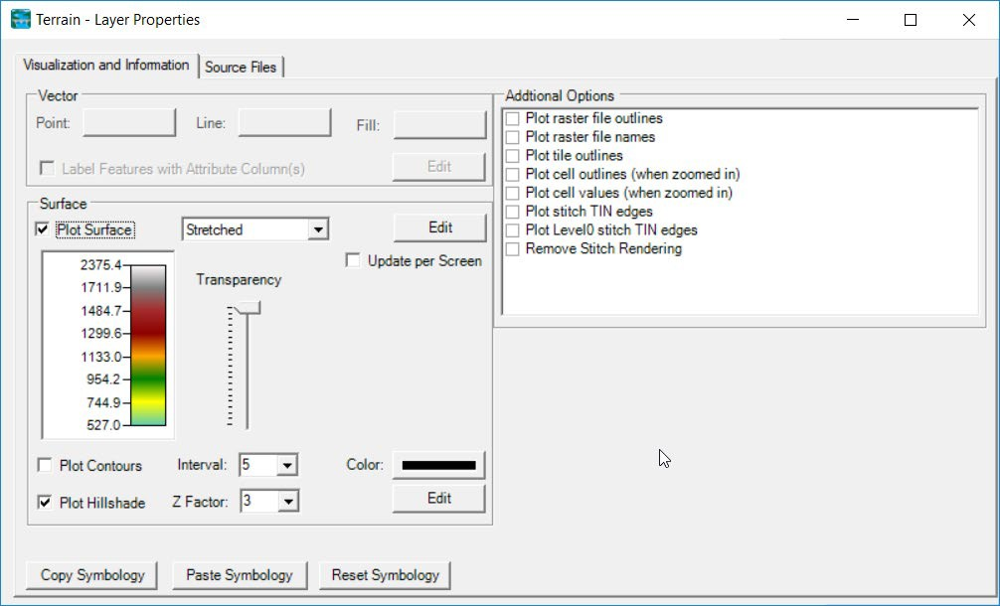 Terrain - Layer Properties
Visualization and Information
Source Files
Vector
Point:
Line:
Fill:
Label Features with Attribute Column(s)
Edit
Surface
Plot Surface
Stretched
Edit
Update per Screen
2375.4
1711.9
1484.7
1299.6
1133.0
954.2
744.9
527.0
Transparency
Plot Contours
Interval:
5
Color:
Plot Hillshade
Z Factor:
3
Edit
Addtional Options
Plot raster file outlines
Plot raster file names
Plot tile outlines
Plot cell outlines (when zoomed in)
Plot cell values (when zoomed in)
Plot stitch TIN edges
Plot Level0 stitch TIN edges
Remove Stitch Rendering
Copy Symbology
Paste Symbology
Reset Symbology